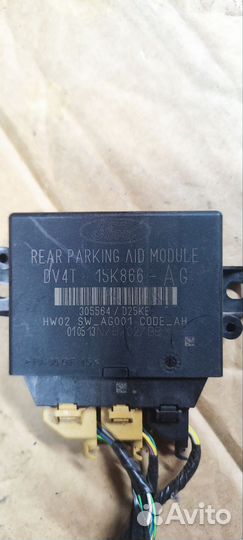 REAR PARKING AID MODULE
DV4T - 15K866 - AG
305564 / D25KE
HW02 SW_AG001 CODE_AH
Avito